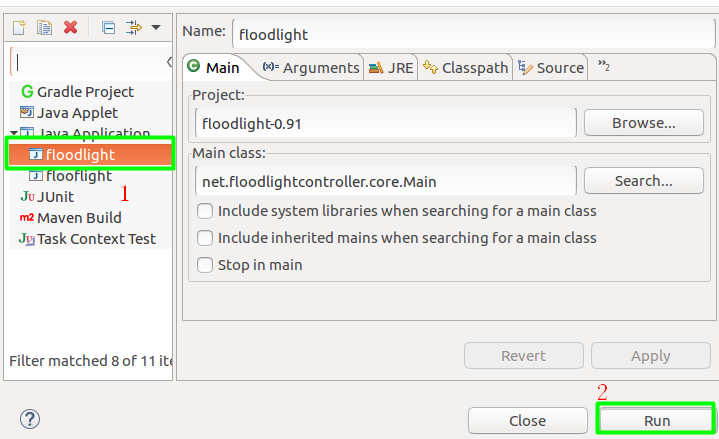 Name: floodlight
Main
(x)= Arguments
JRE
Classpath
Source
»2
Gradle Project
Java Applet
Java Application
floodlight
flooflight
1
JUnit
m2 Maven Build
Task Context Test
Filter matched 8 of 11 ite
Project:
floodlight-0.91
Browse...
Main class:
net.floodlightcontroller.core.Main
Search...
Include system libraries when searching for a main class
Include inherited mains when searching for a main class
Stop in main
Revert
Apply
2
Close
Run